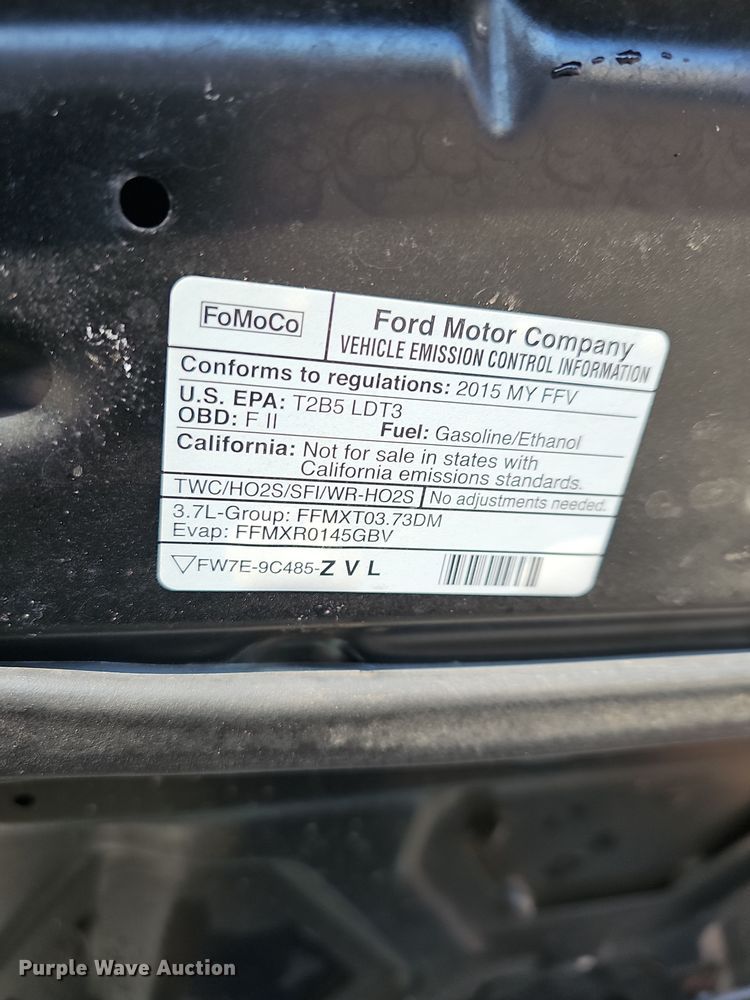 FoMoCo
Ford Motor Company
VEHICLE EMISSION CONTROL INFORMATION
Conforms to regulations: 2015 MY FFV
U.S. EPA: T2B5 LDT3
OBD: F II Fuel: Gasoline/Ethanol
California: Not for sale in states with
California emissions standards.
TWC/HO2S/SFI/WR-HO2S No adjustments needed.
3.7L-Group: FFMXT03.73DM
Evap: FFMXR0145GBV
FW7E-9C485-Z V L
Purple Wave Auction